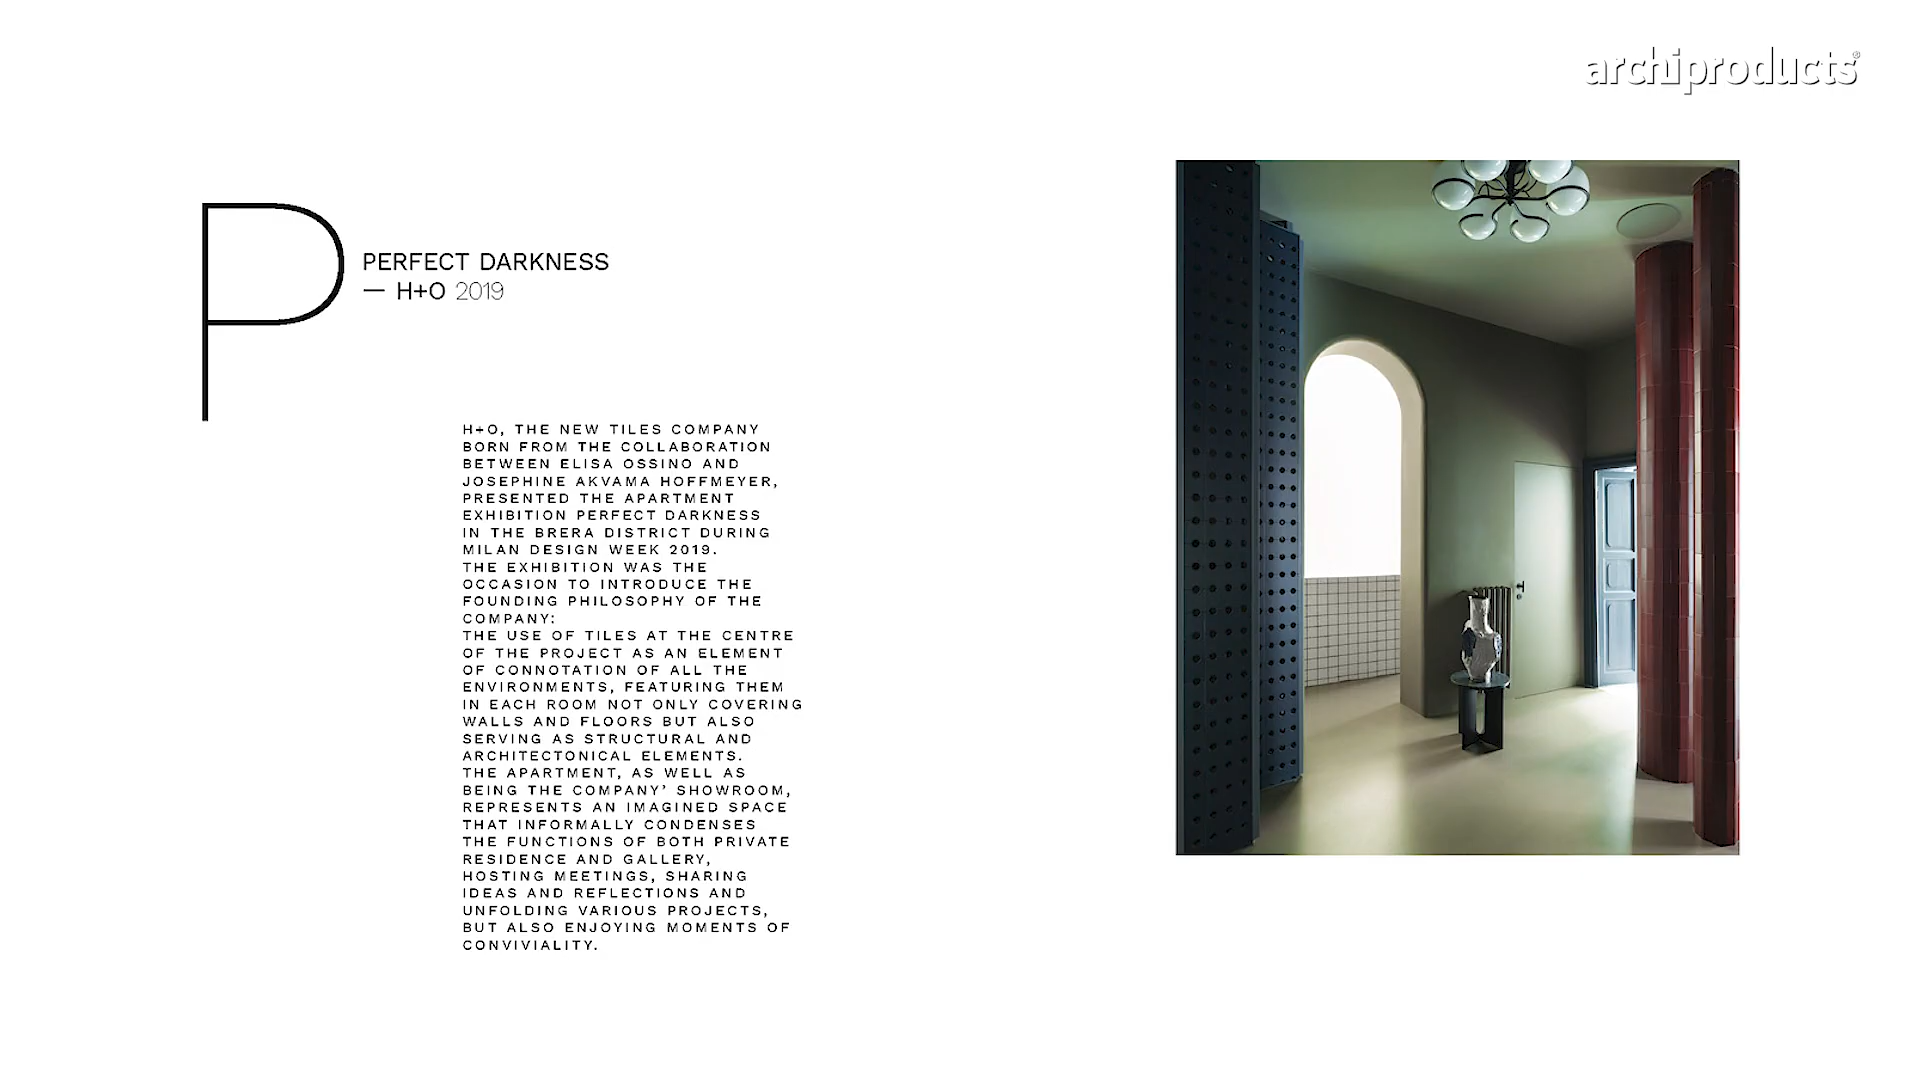 archiproducts®
P
PERFECT DARKNESS
— H+O 2019
H+O, THE NEW TILES COMPANY
BORN FROM THE COLLABORATION
BETWEEN ELISA OSSINO AND
JOSEPHINE AKVAMA HOFFMEYER,
PRESENTED THE APARTMENT
EXHIBITION PERFECT DARKNESS
IN THE BRERA DISTRICT DURING
MILAN DESIGN WEEK 2019.
THE EXHIBITION WAS THE
OCCASION TO INTRODUCE THE
FOUNDING PHILOSOPHY OF THE
COMPANY:
THE USE OF TILES AT THE CENTRE
OF THE PROJECT AS AN ELEMENT
OF CONNOTATION OF ALL THE
ENVIRONMENTS, FEATURING THEM
IN EACH ROOM NOT ONLY COVERING
WALLS AND FLOORS BUT ALSO
SERVING AS STRUCTURAL AND
ARCHITECTONICAL ELEMENTS.
THE APARTMENT, AS WELL AS
BEING THE COMPANY’ SHOWROOM,
REPRESENTS AN IMAGINED SPACE
THAT INFORMALLY CONDENSES
THE FUNCTIONS OF BOTH PRIVATE
RESIDENCE AND GALLERY,
HOSTING MEETINGS, SHARING
IDEAS AND REFLECTIONS AND
UNFOLDING VARIOUS PROJECTS,
BUT ALSO ENJOYING MOMENTS OF
CONVIVIALITY.